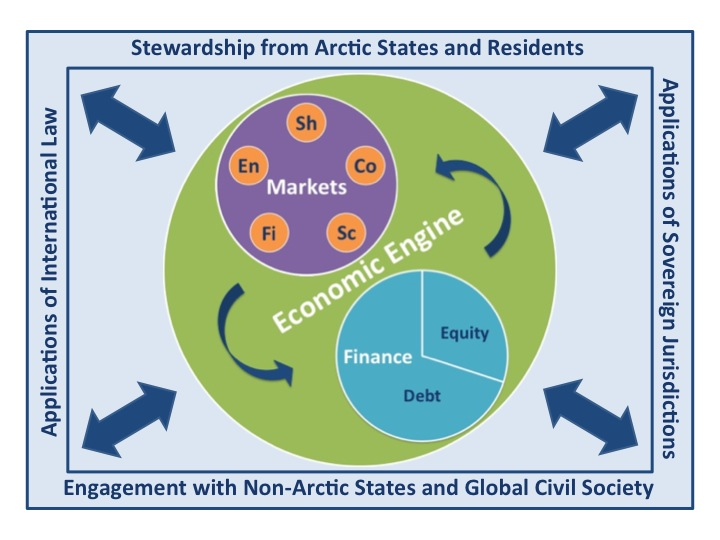 Stewardship from Arctic States and Residents
Applications of International Law
Applications of Sovereign Jurisdictions
Sh
En
Co
Markets
Fi
Sc
Economic Engine
Equity
Finance
Debt
Engagement with Non-Arctic States and Global Civil Society